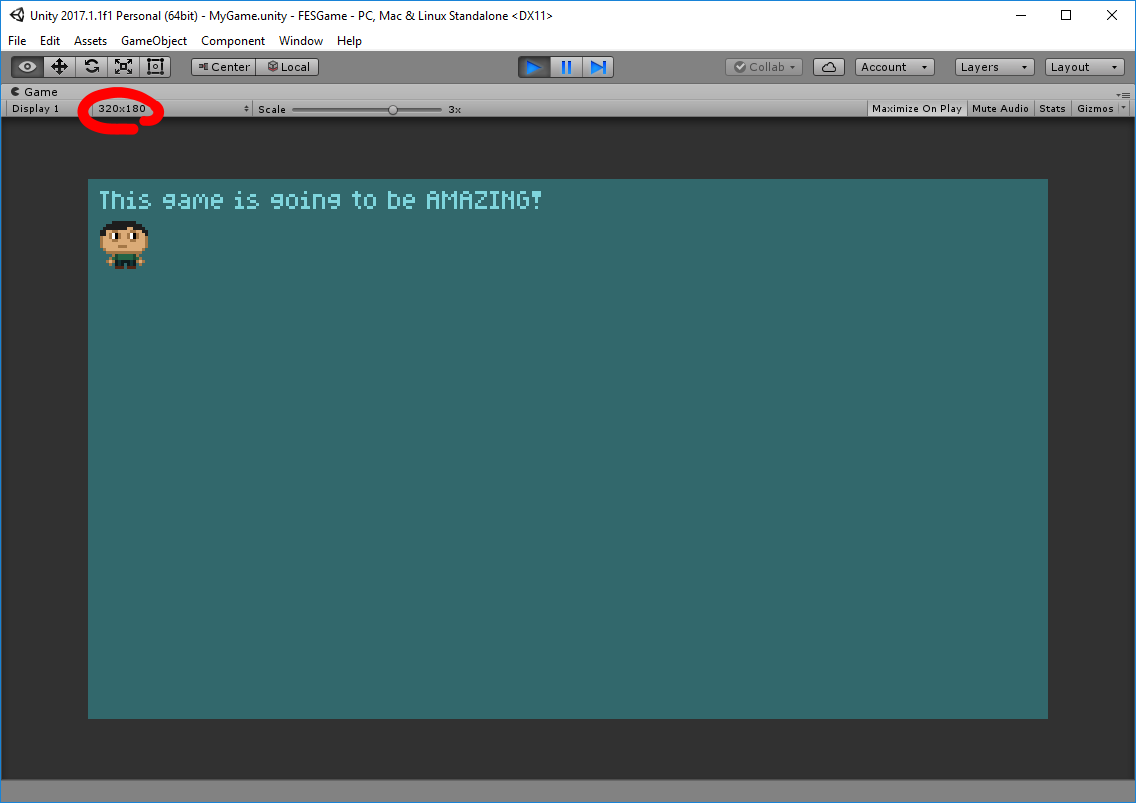 Unity 2017.1.1f1 Personal (64bit) - MyGame.unity - FESGame - PC, Mac & Linux Standalone <DX11>
File Edit Assets GameObject Component Window Help
Center Local Collab Account Layers Layout
Game
Display 1 320x180 Scale 3x Maximize On Play Mute Audio Stats Gizmos
This game is going to be AMAZING!